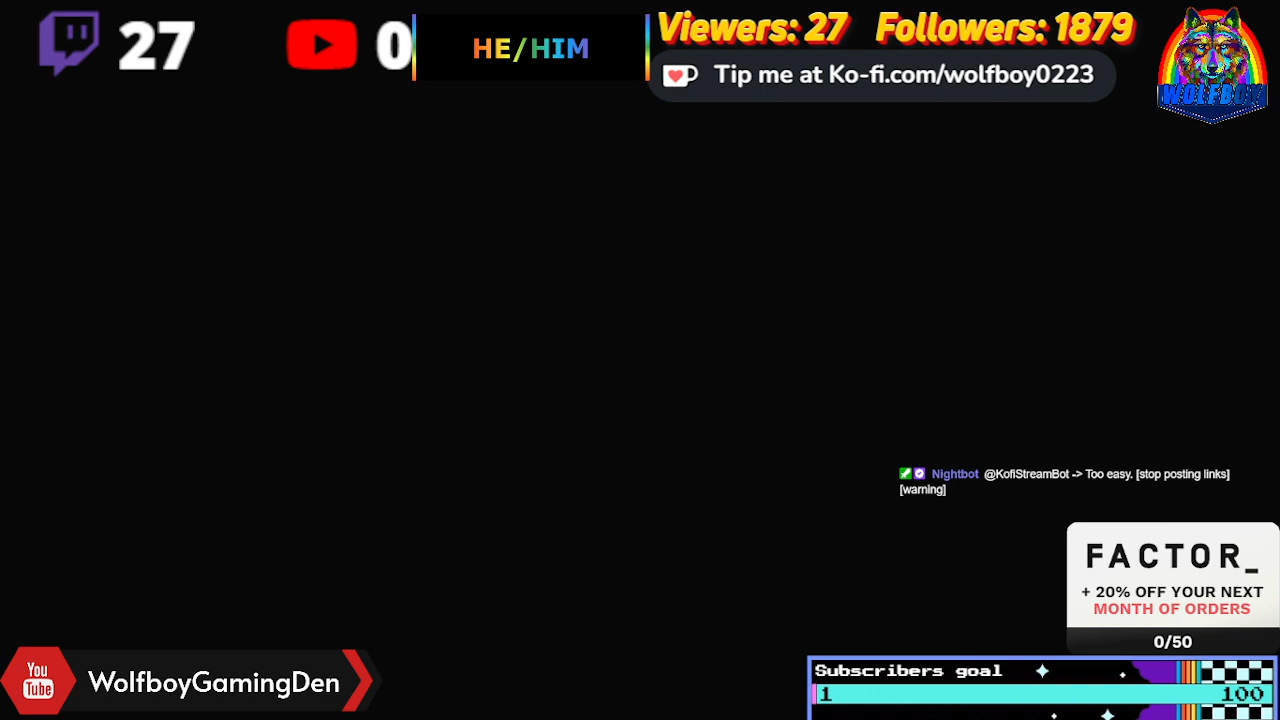 27
0
HE/HIM
Viewers: 27 Followers: 1879
Tip me at Ko-fi.com/wolfboy0223
WOLFBOY
Nightbot @KofiStreamBot -> Too easy. [stop posting links]
[warning]
FACTOR_
+ 20% OFF YOUR NEXT
MONTH OF ORDERS
0/50
You
Tube
WolfboyGamingDen
Subscribers goal
1 100